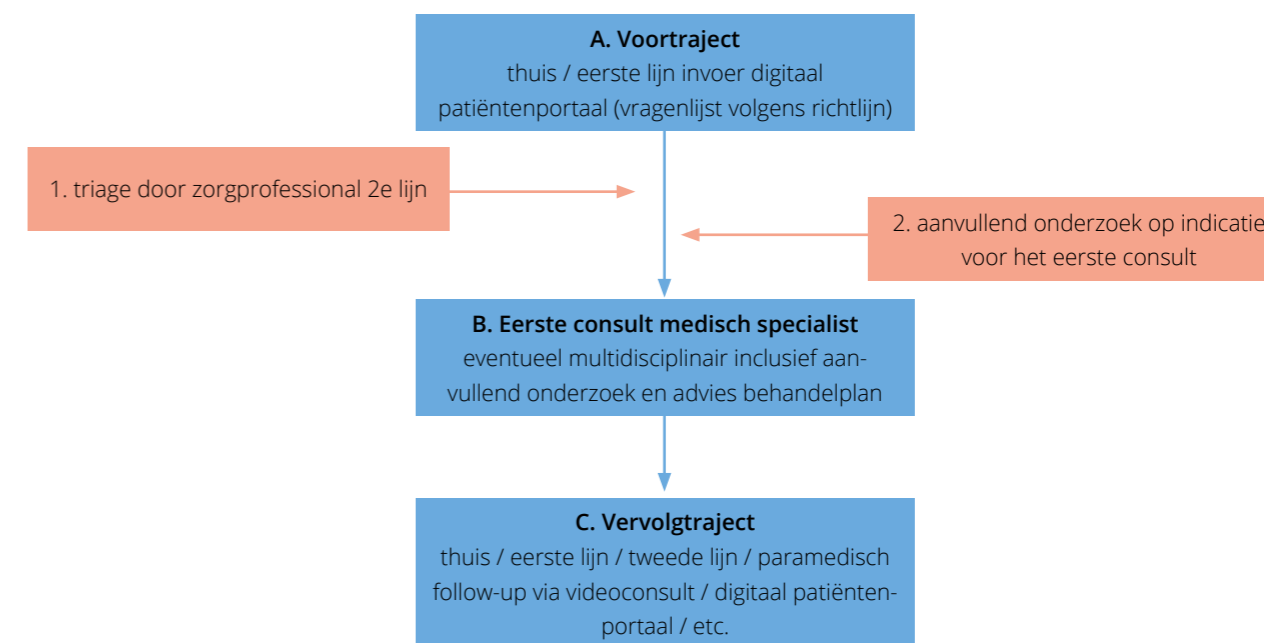 A. Voortraject
thuis / eerste lijn invoer digitaal
patiëntenportaal (vragenlijst volgens richtlijn)
1. triage door zorgprofessional 2e lijn
2. aanvullend onderzoek op indicatie
voor het eerste consult
B. Eerste consult medisch specialist
eventueel multidisciplinair inclusief aan-
vullend onderzoek en advies behandelplan
C. Vervolgtraject
thuis / eerste lijn / tweede lijn / paramedisch
follow-up via videoconsult / digitaal patiënten-
portaal / etc.